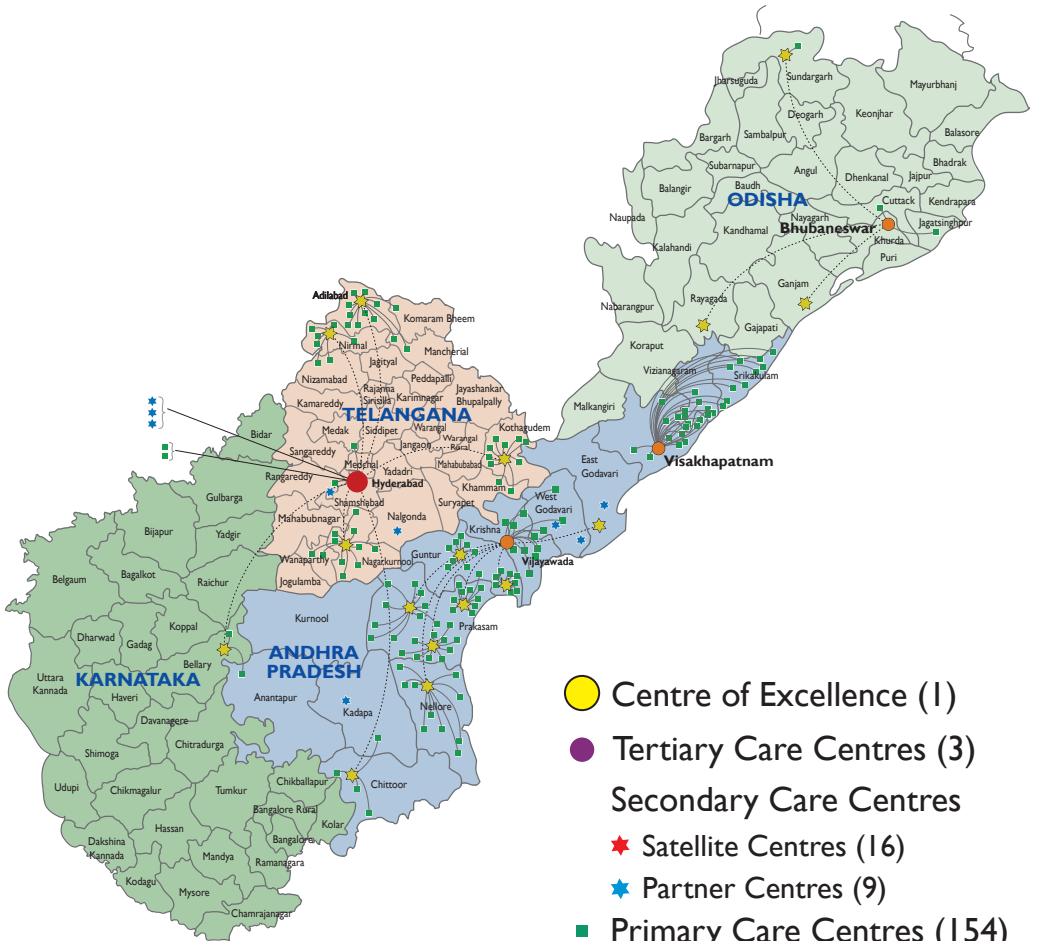 Jharsuguda
Sundargarh
Mayurbhanj
Deogarh
Keonjhar
Bargarh
Sambalpur
Balasore
Subarnapur
Angul
Bhadrak
Dhenkanal
Jajpur
Balangir
Baudh
ODISHA
Cuttack
Kendrapara
Naupada
Nayagarh
Jagatsinghpur
Kandhamal
Bhubaneswar
Khurda
Kalahandi
Puri
Ganjam
Nabarangpur
Rayagada
Gajapati
Koraput
Vizianagaram
Srikakulam
Malkangiri
Visakhapatnam
Adilabad
Komaram Bheem
Nirmal
Mancherial
Jagityal
Nizamabad
Peddapalli
Rajanna
Sirisilla
Karimnagar
Jayashankar
Bhupalpally
Kamareddy
TELANGANA
Medak
Siddipet
Warangal
Kothagudem
Warangal
Rural
Jangaon
Sangareddy
Medchal
Yadadri
Mahabubabad
Rangareddy
Hyderabad
Khammam
Shamshabad
Suryapet
Nalgonda
Mahabubnagar
Wanaparthy
Nagarkurnool
Jogulamba
East
Godavari
West
Godavari
Krishna
Vijayawada
Guntur
Prakasam
Kurnool
ANDHRA
PRADESH
Anantapur
Kadapa
Nellore
Chittoor
Bidar
Gulbarga
Bijapur
Yadgir
Belgaum
Bagalkot
Raichur
Koppal
Dharwad
Gadag
Bellary
Uttara
Kannada
KARNATAKA
Haveri
Davanagere
Chitradurga
Shimoga
Udupi
Chikmagalur
Tumkur
Chikballapur
Bangalore Rural
Kolar
Hassan
Bangalore
Dakshina
Kannada
Mandya
Ramanagara
Kodagu
Mysore
Chamrajanagar
Centre of Excellence (1)
Tertiary Care Centres (3)
Secondary Care Centres
Satellite Centres (16)
Partner Centres (9)
Primary Care Centres (154)